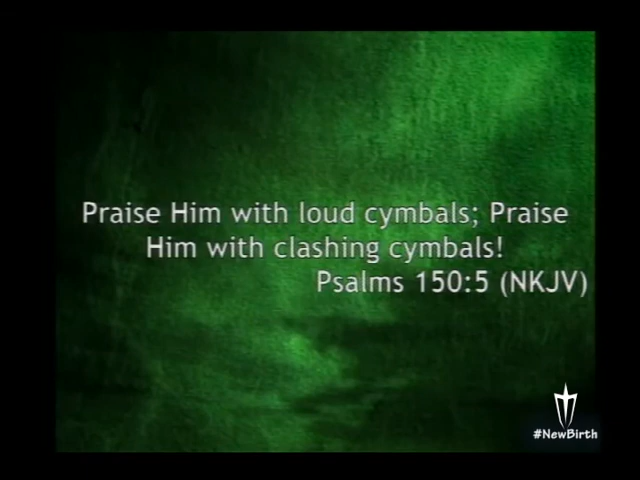 Praise Him with loud cymbals; Praise
Him with clashing cymbals!
Psalms 150:5 (NKJV)
#NewBirth